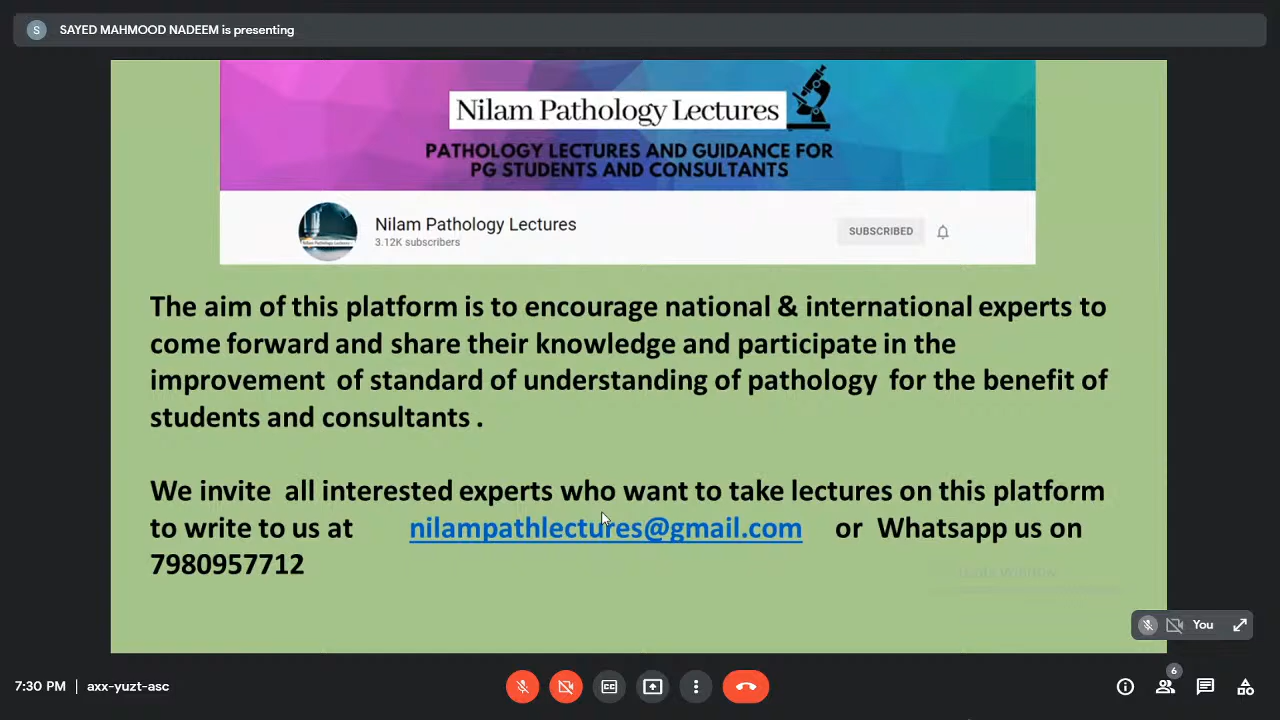 S SAYED MAHMOOD NADEEM is presenting
Nilam Pathology Lectures
PATHOLOGY LECTURES AND GUIDANCE FOR
PG STUDENTS AND CONSULTANTS
Nilam Pathology Lectures
3.12K subscribers
SUBSCRIBED
The aim of this platform is to encourage national & international experts to
come forward and share their knowledge and participate in the
improvement of standard of understanding of pathology for the benefit of
students and consultants .
We invite all interested experts who want to take lectures on this platform
to write to us at nilampathlectures@gmail.com or Whatsapp us on
7980957712
You
7:30 PM | axx-yuzt-asc
CC
6